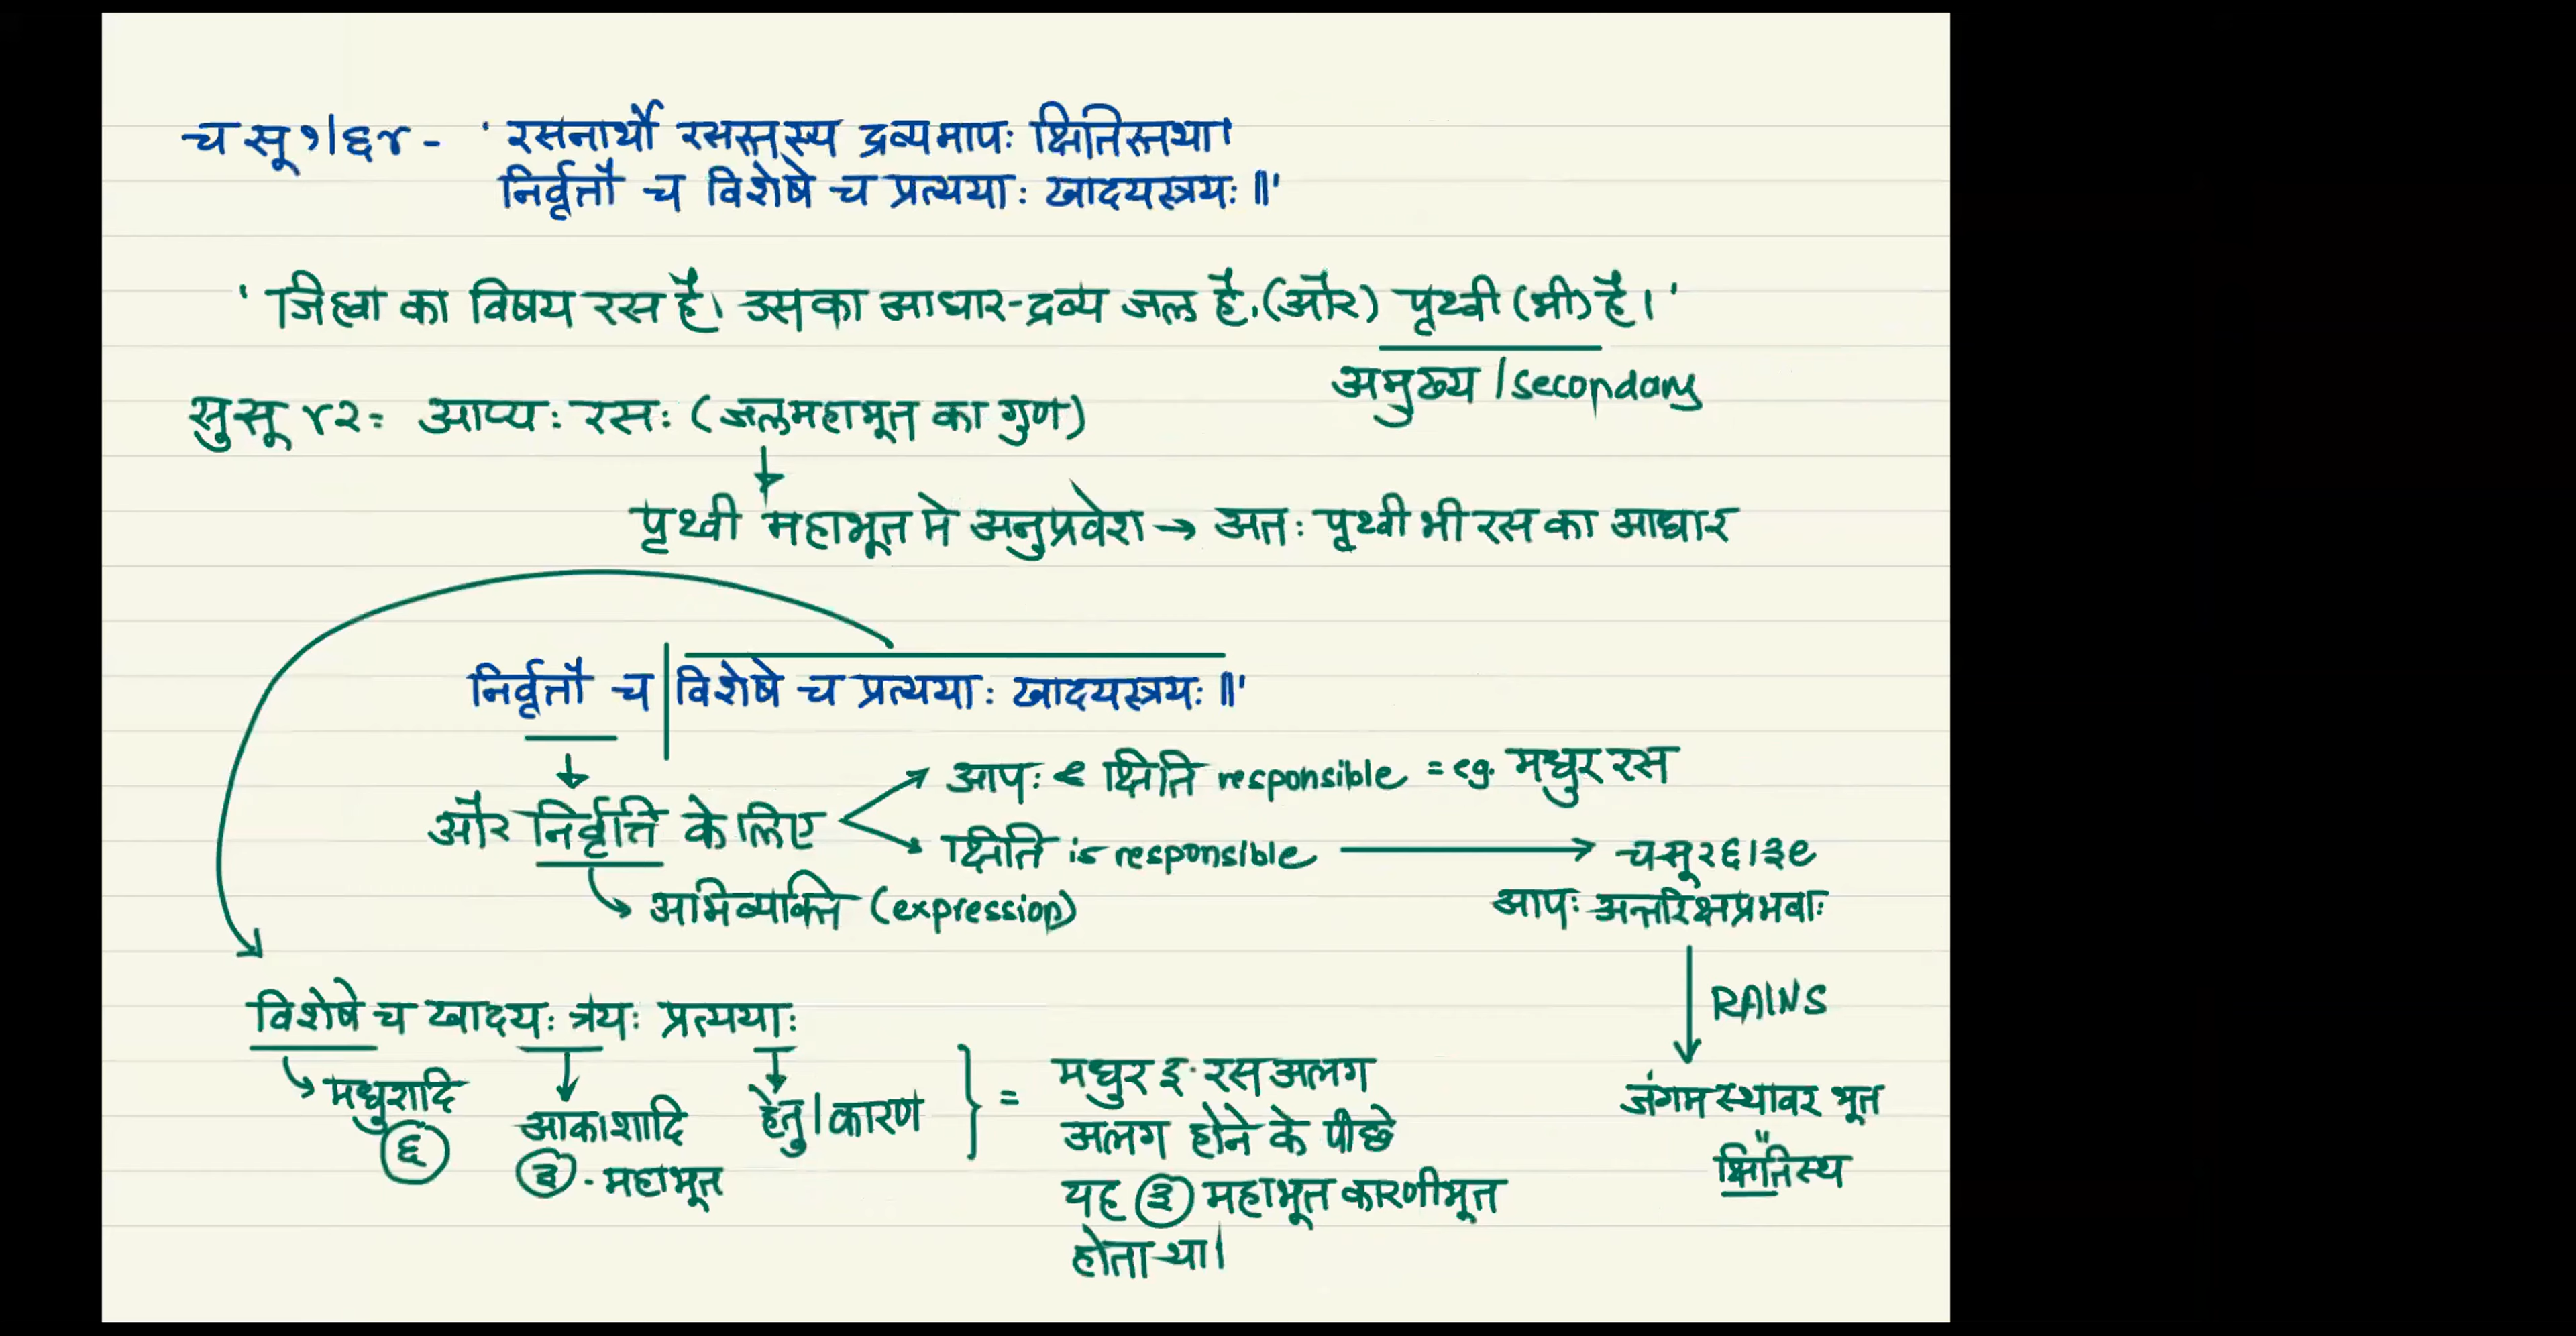 च सू १।६४ - 'रसनार्थो रसस्तस्य द्रव्यमापः क्षितिस्तथा।
निर्वृत्तौ च विशेषे च प्रत्ययाः खादयस्त्रयः ॥'
'जिह्वा का विषय रस है। उसका आधार-द्रव्य जल है, (और) पृथ्वी (भी) है।'
अमुख्य / secondary
सु सू ४२ = आप्यः रसः (जलमहाभूत का गुण)
पृथ्वी महाभूत मे अनुप्रवेश → अतः पृथ्वी भी रस का आधार
निर्वृत्तौ च | विशेषे च प्रत्ययाः खादयस्त्रयः ॥'
आपः & क्षिति responsible = eg. मधुर रस
और निर्वृत्ति के लिए
क्षिति is responsible → च सू २६।३९
अभिव्यक्ति (expression)
आपः अन्तरिक्षप्रभवाः
RAINS
विशेषे च खादयः त्रयः प्रत्ययाः
मधुरादि
६
आकाशादि
३ - महाभूत
हेतु / कारण
= मधुर इ. रस अलग
अलग होने के पीछे
यह ३ महाभूत कारणीभूत
होता था।
जंगम स्थावर भूत
"
क्षितिस्थ